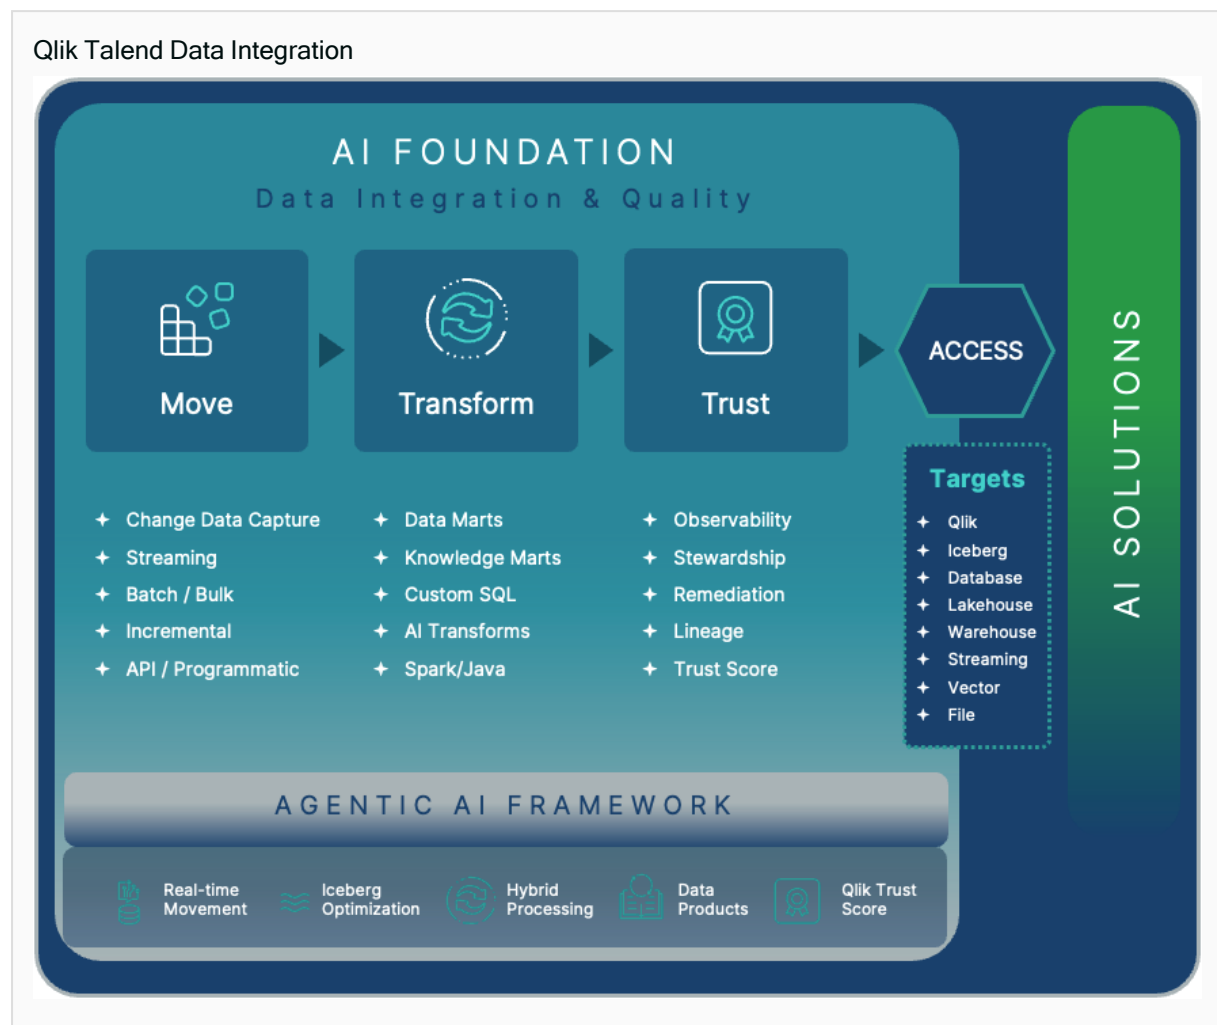 Qlik Talend Data Integration
AI FOUNDATION
Data Integration & Quality
Move
Transform
Trust
ACCESS
Change Data Capture
Streaming
Batch / Bulk
Incremental
API / Programmatic
Data Marts
Knowledge Marts
Custom SQL
AI Transforms
Spark/Java
Observability
Stewardship
Remediation
Lineage
Trust Score
Targets
Qlik
Iceberg
Database
Lakehouse
Warehouse
Streaming
Vector
File
AI SOLUTIONS
AGENTIC AI FRAMEWORK
Real-time
Movement
Iceberg
Optimization
Hybrid
Processing
Data
Products
Qlik Trust
Score